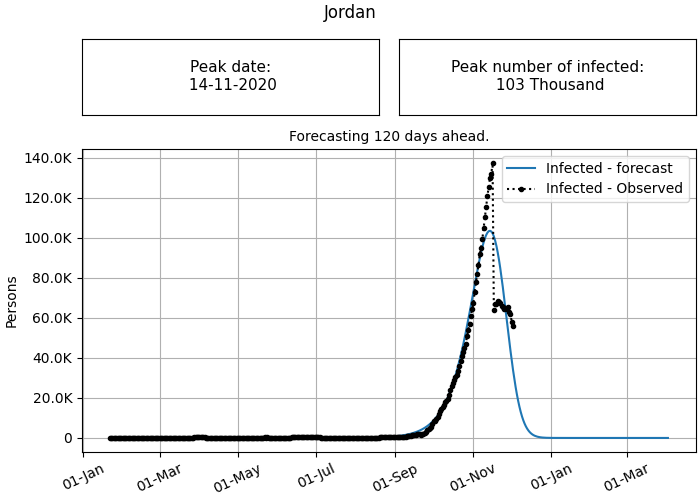 Jordan
Peak date:
14-11-2020
Peak number of infected:
103 Thousand
Forecasting 120 days ahead.
140.0K
120.0K
100.0K
80.0K
60.0K
40.0K
20.0K
0
Persons
Infected - forecast
Infected - Observed
01-Jan
01-Mar
01-May
01-Jul
01-Sep
01-Nov
01-Jan
01-Mar